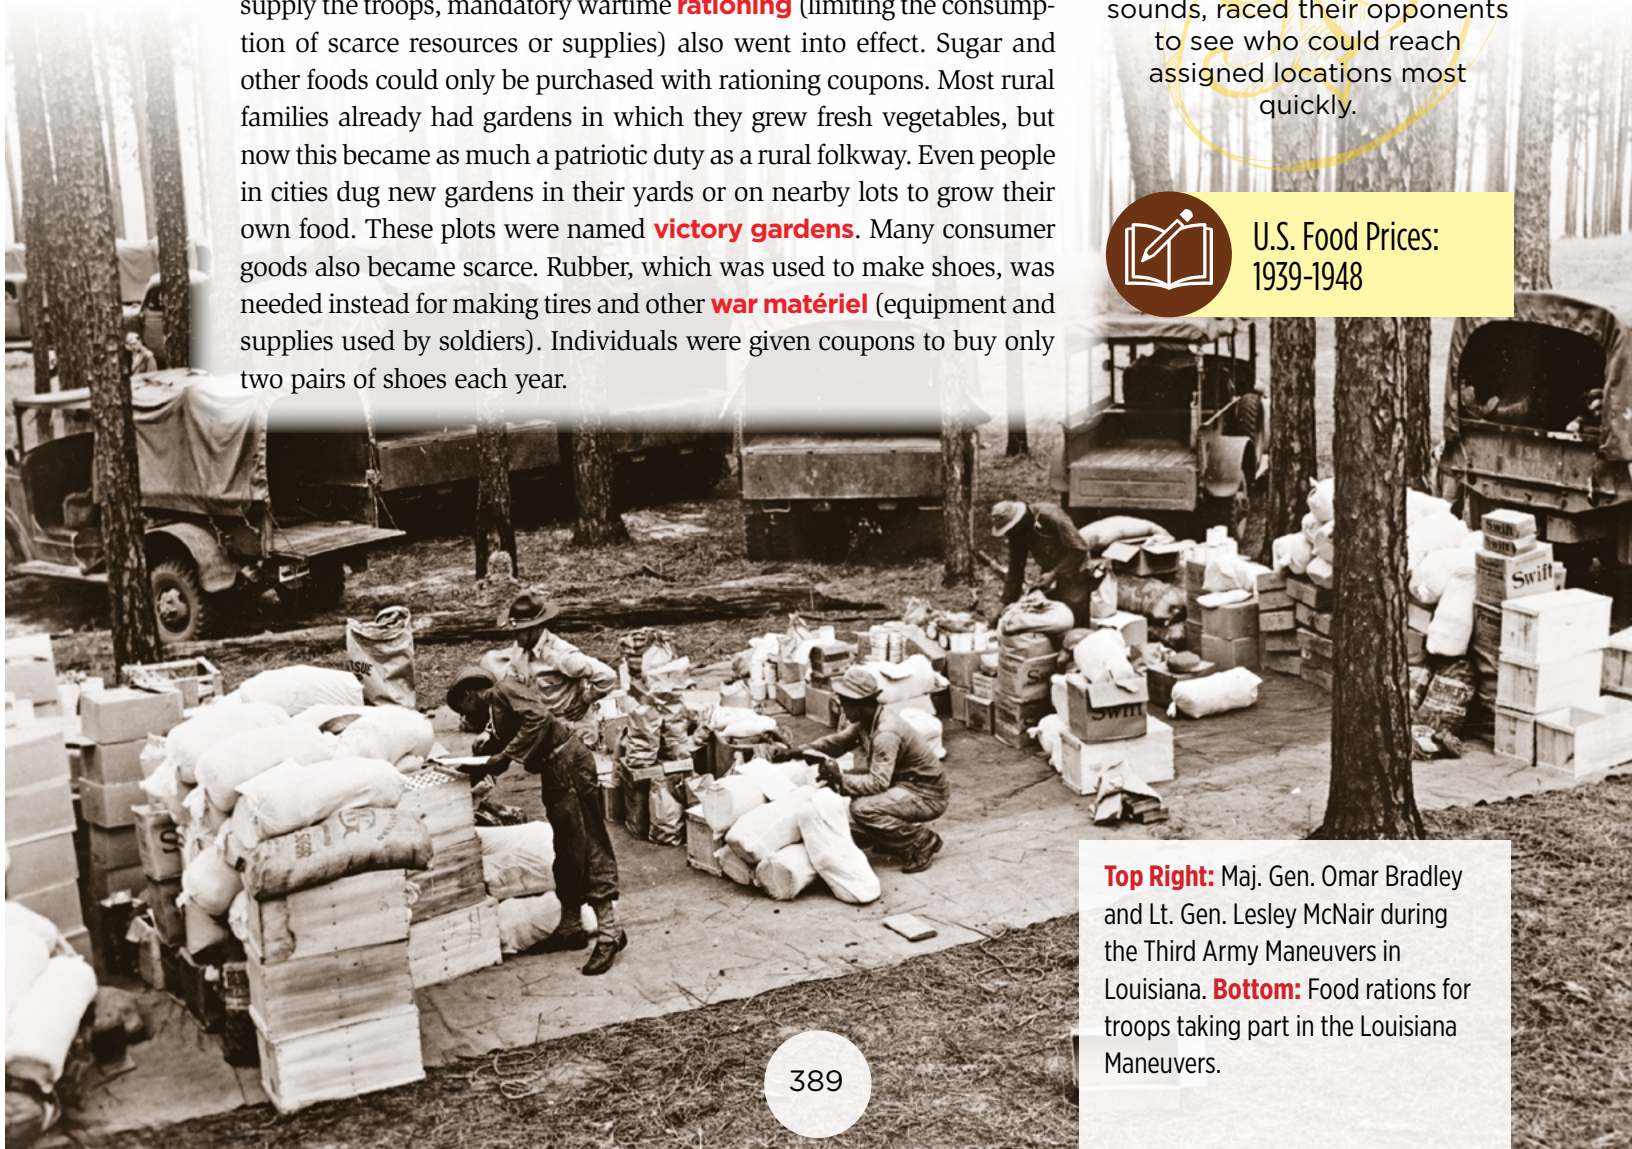 supply the troops, mandatory wartime rationing (limiting the consump-
tion of scarce resources or supplies) also went into effect. Sugar and
other foods could only be purchased with rationing coupons. Most rural
families already had gardens in which they grew fresh vegetables, but
now this became as much a patriotic duty as a rural folkway. Even people
in cities dug new gardens in their yards or on nearby lots to grow their
own food. These plots were named victory gardens. Many consumer
goods also became scarce. Rubber, which was used to make shoes, was
needed instead for making tires and other war matériel (equipment and
supplies used by soldiers). Individuals were given coupons to buy only
two pairs of shoes each year.
sounds, raced their opponents
to see who could reach
assigned locations most
quickly.
U.S. Food Prices:
1939-1948
Swift
Swift
Swift
Swift
Top Right: Maj. Gen. Omar Bradley
and Lt. Gen. Lesley McNair during
the Third Army Maneuvers in
Louisiana. Bottom: Food rations for
troops taking part in the Louisiana
Maneuvers.
389